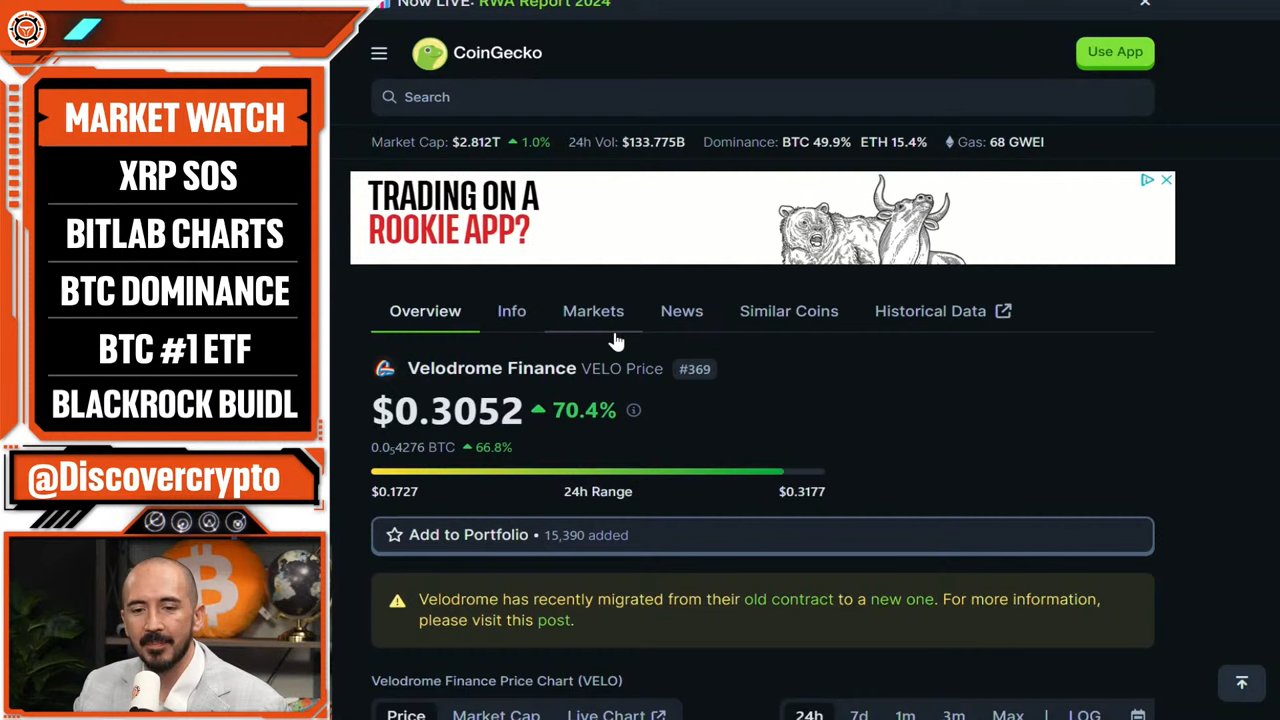 MARKET WATCH
XRP SOS
BITLAB CHARTS
BTC DOMINANCE
BTC #1 ETF
BLACKROCK BUIDL
@Discovercrypto
Now LIVE: RWA Report 2024
CoinGecko
Use App
Search
Market Cap: $2.812T 1.0% 24h Vol: $133.775B Dominance: BTC 49.9% ETH 15.4% Gas: 68 GWEI
TRADING ON A
ROOKIE APP?
Overview Info Markets News Similar Coins Historical Data
Velodrome Finance VELO Price #369
$0.3052 70.4%
0.0₅4276 BTC 66.8%
$0.1727 24h Range $0.3177
Add to Portfolio • 15,390 added
Velodrome has recently migrated from their old contract to a new one. For more information,
please visit this post.
Velodrome Finance Price Chart (VELO)
Price Market Cap Live Chart 24h 7d 1m 3m Max LOG